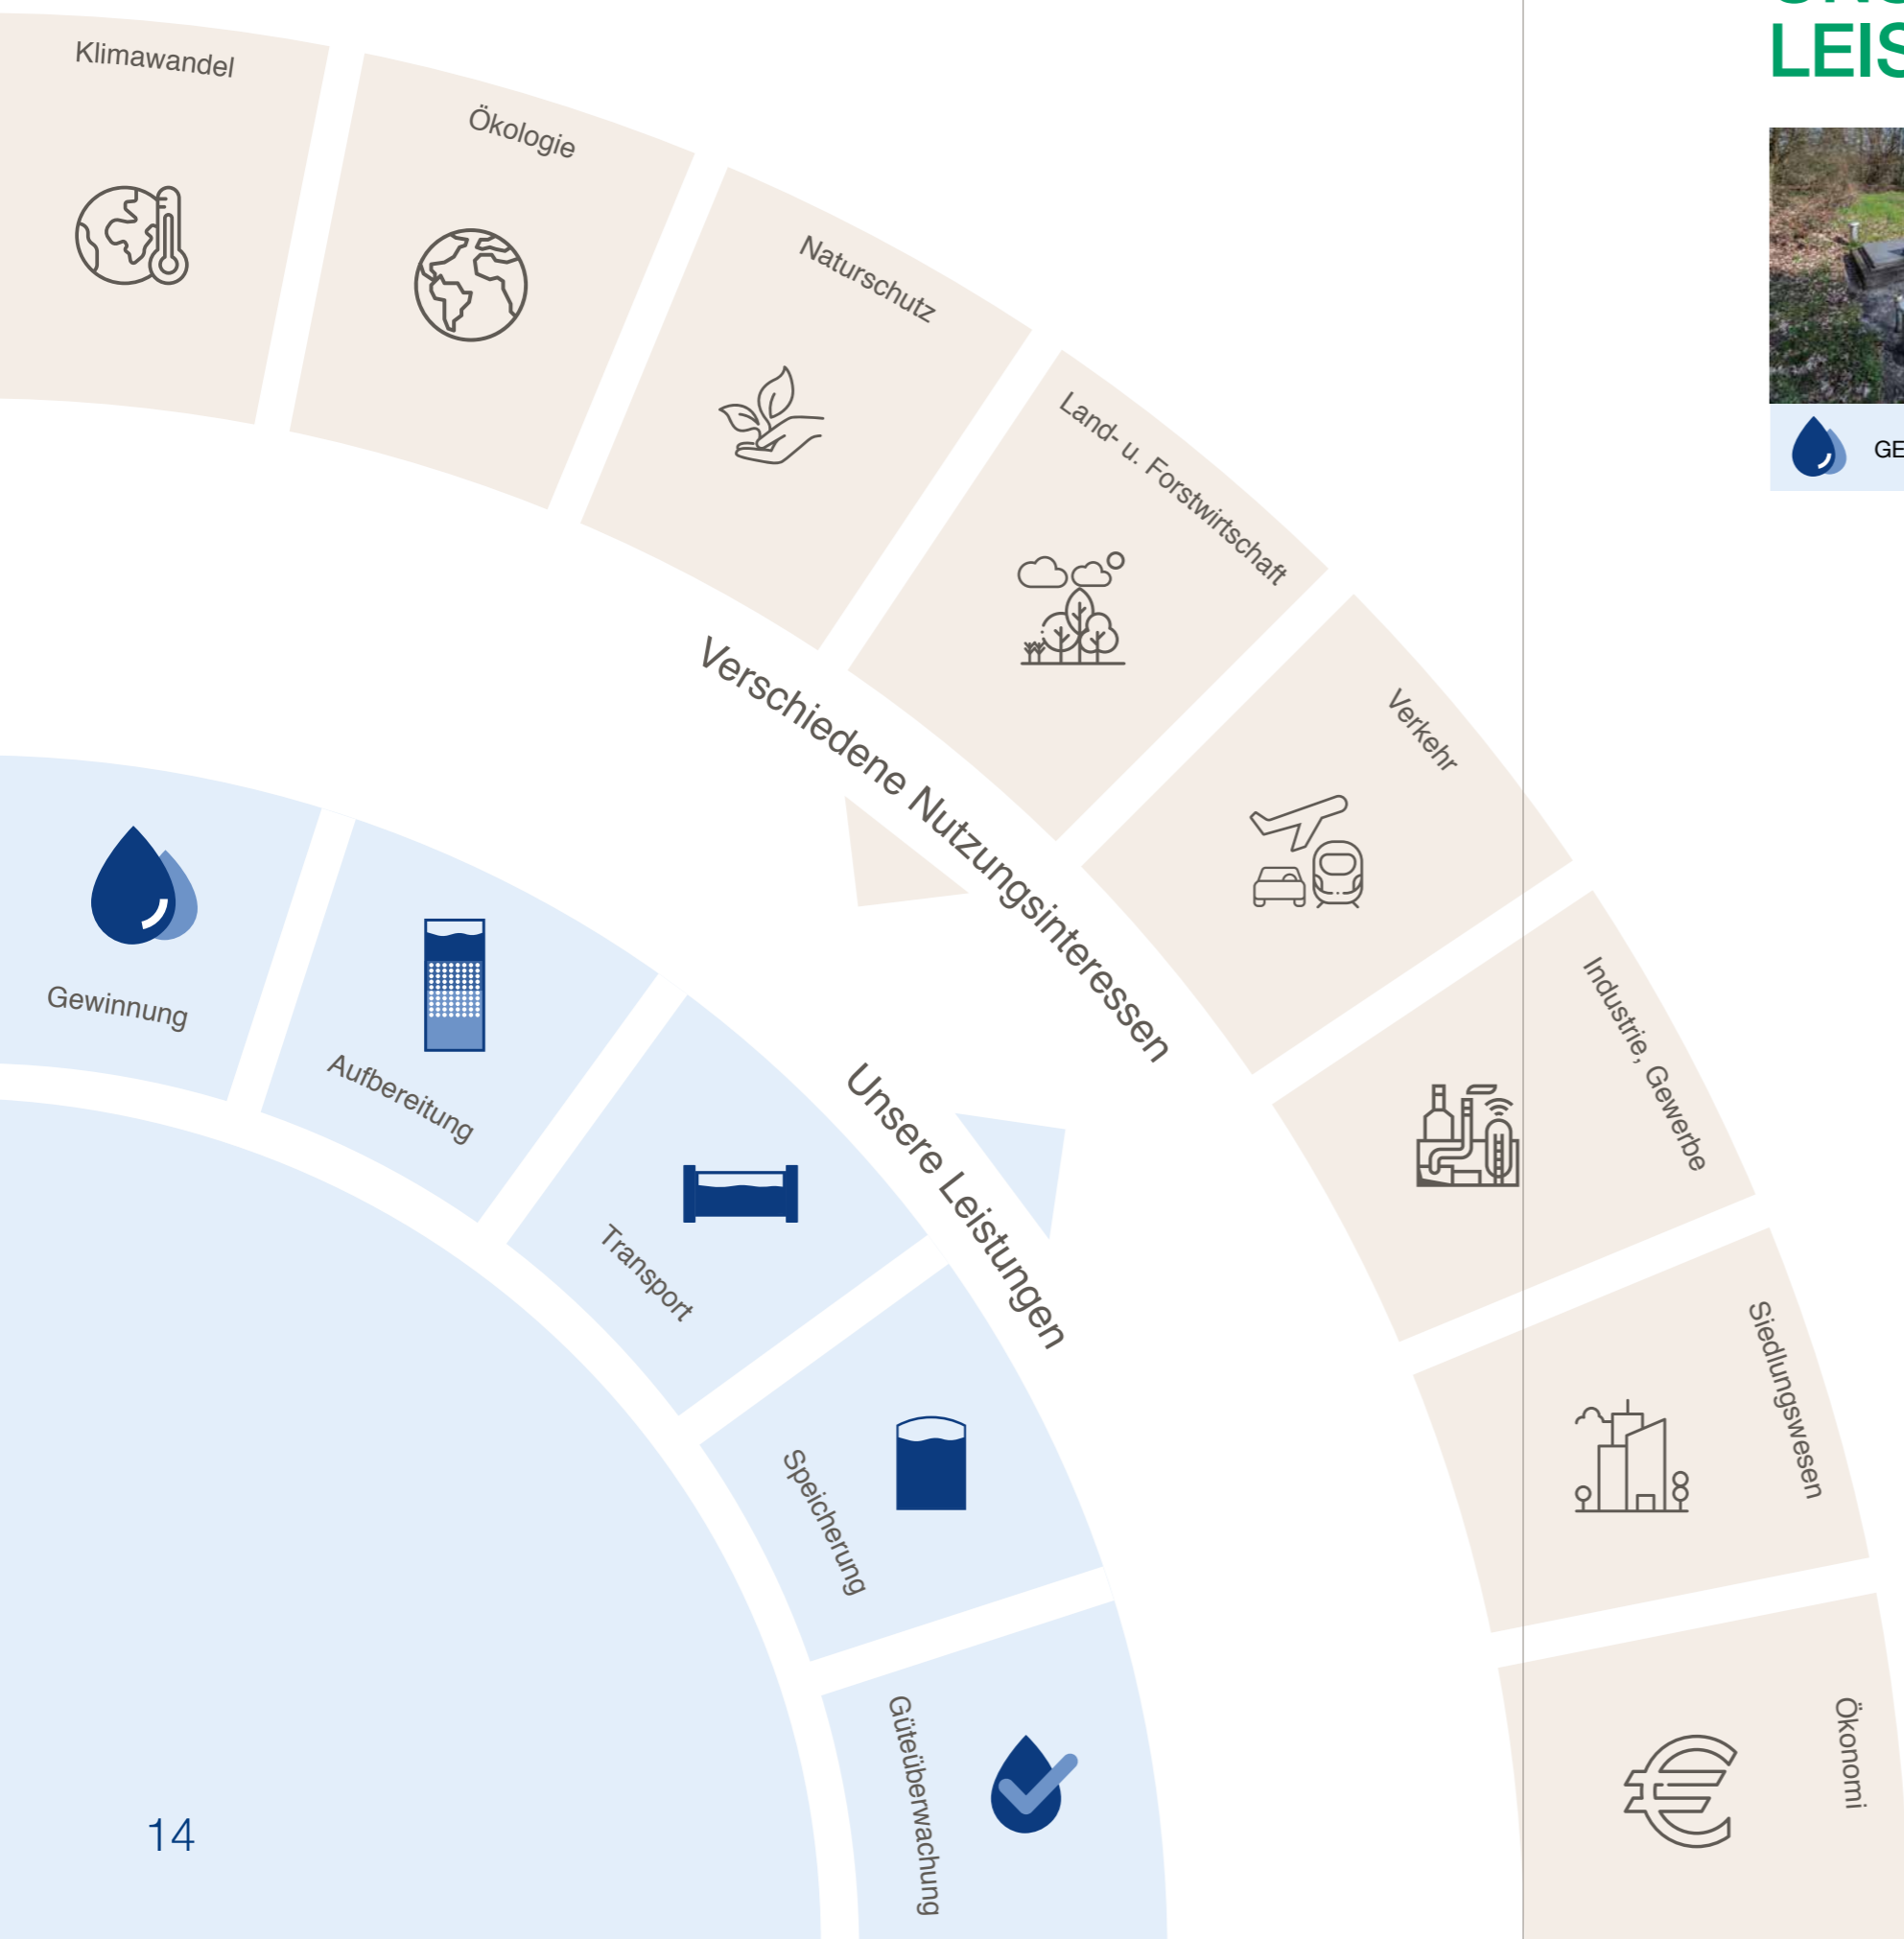 Klimawandel
Ökologie
Naturschutz
Land- u. Forstwirtschaft
Verkehr
Industrie, Gewerbe
Siedlungswesen
Ökonomi
Verschiedene Nutzungsinteressen
Unsere Leistungen
Gewinnung
Aufbereitung
Transport
Speicherung
Güteüberwachung
14
LEIS
GE